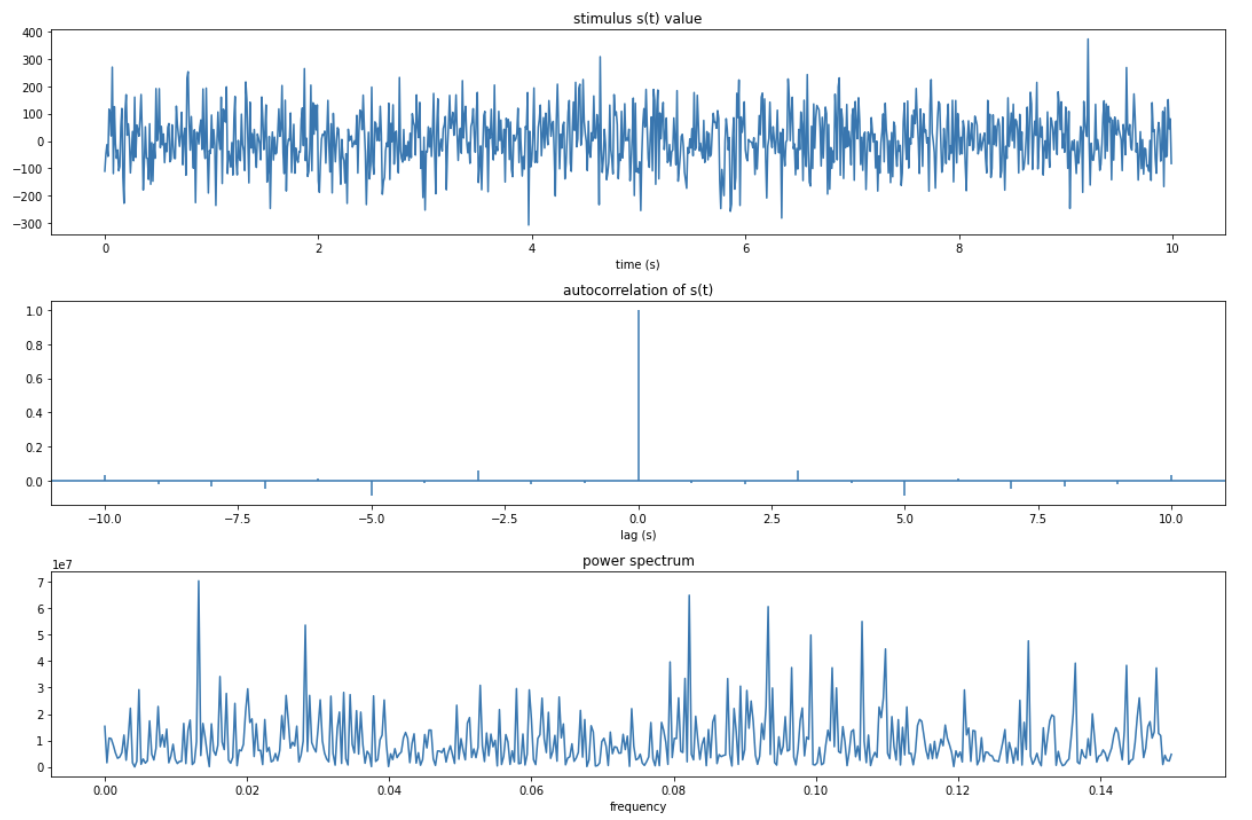 stimulus s(t) value
400
300
200
100
0
−100
−200
−300
0 2 4 6 8 10
time (s)
autocorrelation of s(t)
1.0
0.8
0.6
0.4
0.2
0.0
−10.0 −7.5 −5.0 −2.5 0.0 2.5 5.0 7.5 10.0
lag (s)
power spectrum
1e7
7
6
5
4
3
2
1
0
0.00 0.02 0.04 0.06 0.08 0.10 0.12 0.14
frequency